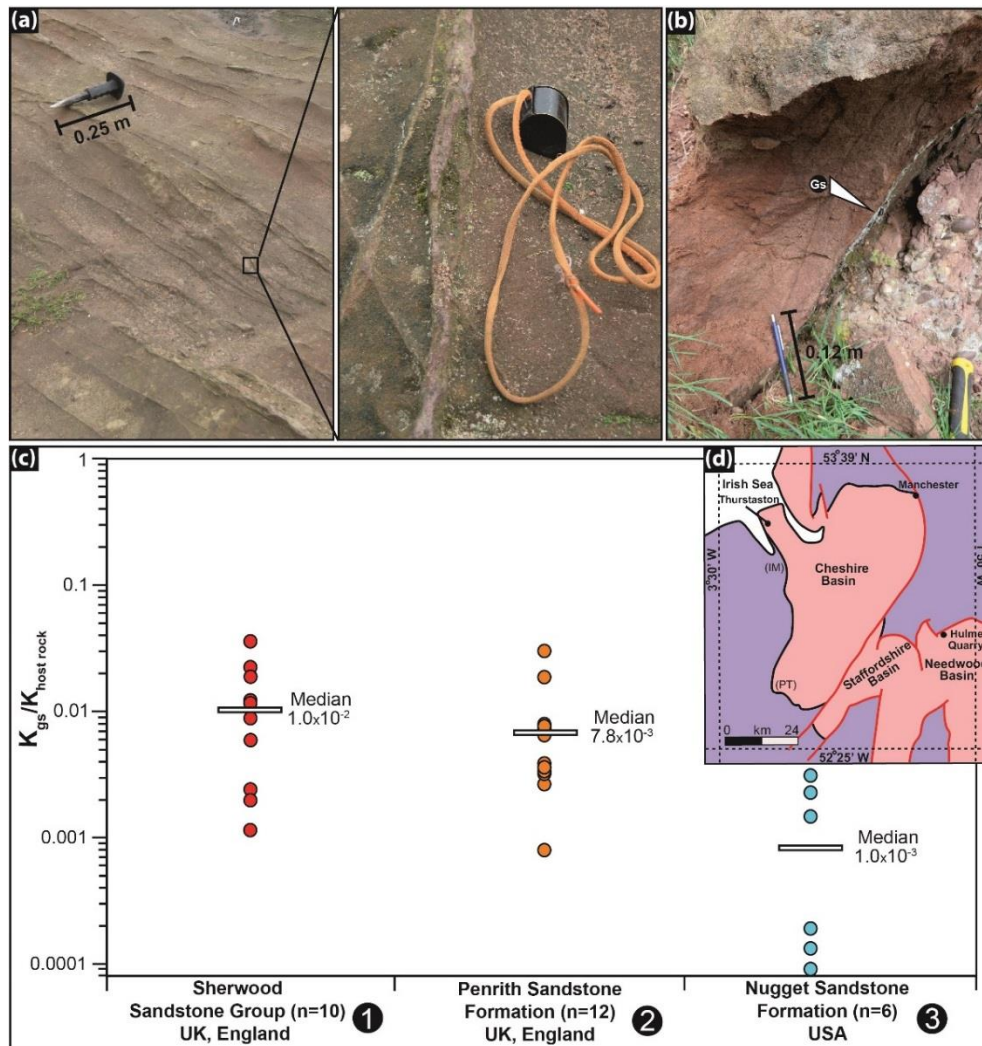 (a)
0.25 m
(b)
Gs
0.12 m
(c)
1
0.1
0.01
0.001
0.0001
Kgs/Khost rock
Median
1.0x10⁻²
Median
7.8x10⁻³
Median
1.0x10⁻³
Sherwood
Sandstone Group (n=10)
UK, England
1
Penrith Sandstone
Formation (n=12)
UK, England
2
Nugget Sandstone
Formation (n=6)
USA
3
(d)
53°39' N
Irish Sea
Thurstaston
Manchester
3°30' W
(IM)
Cheshire
Basin
Hulme
Quarry
Staffordshire
Basin
Needwood
Basin
(PT)
0 km 24
52°25' W